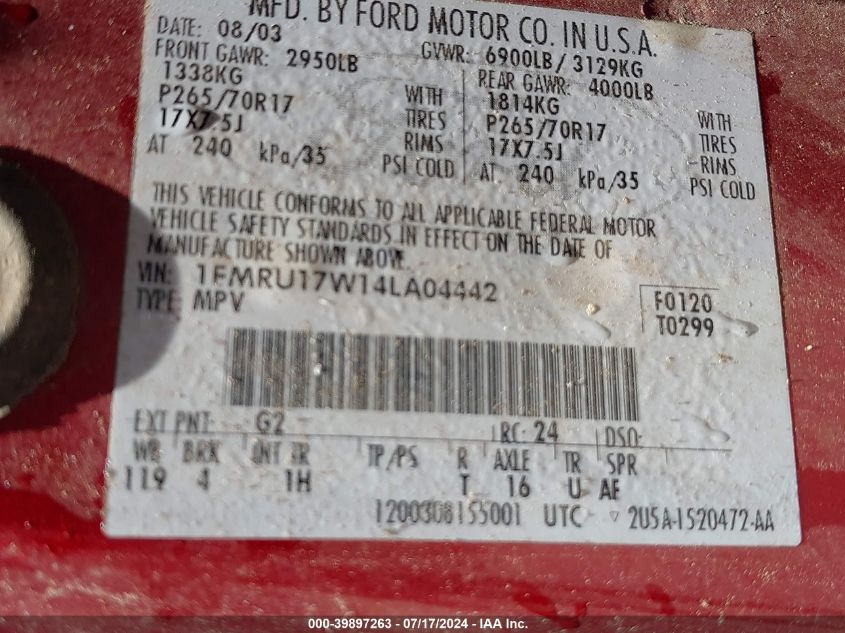 MFD. BY FORD MOTOR CO. IN U.S.A.
DATE: 08/03 GVWR: 6900LB/ 3129KG
FRONT GAWR: 2950LB REAR GAWR: 4000LB
1338KG WITH 1814KG WITH
P265/70R17 TIRES P265/70R17 TIRES
17X7.5J RIMS 17X7.5J RIMS
AT 240 kPa/35 PSI COLD AT 240 kPa/35 PSI COLD
THIS VEHICLE CONFORMS TO ALL APPLICABLE FEDERAL MOTOR
VEHICLE SAFETY STANDARDS IN EFFECT ON THE DATE OF
MANUFACTURE SHOWN ABOVE.
VIN: 1FMRU17W14LA04442 F0120
TYPE: MPV T0299
EXT PNT: G2 RC: 24 DSO:
WB BRK INT TR TP/PS R AXLE TR SPR
119 4 1H T 16 U AF
1200308155001 UTC ▽ 2U5A-1520472-AA
000-39897263 - 07/17/2024 - IAA Inc.